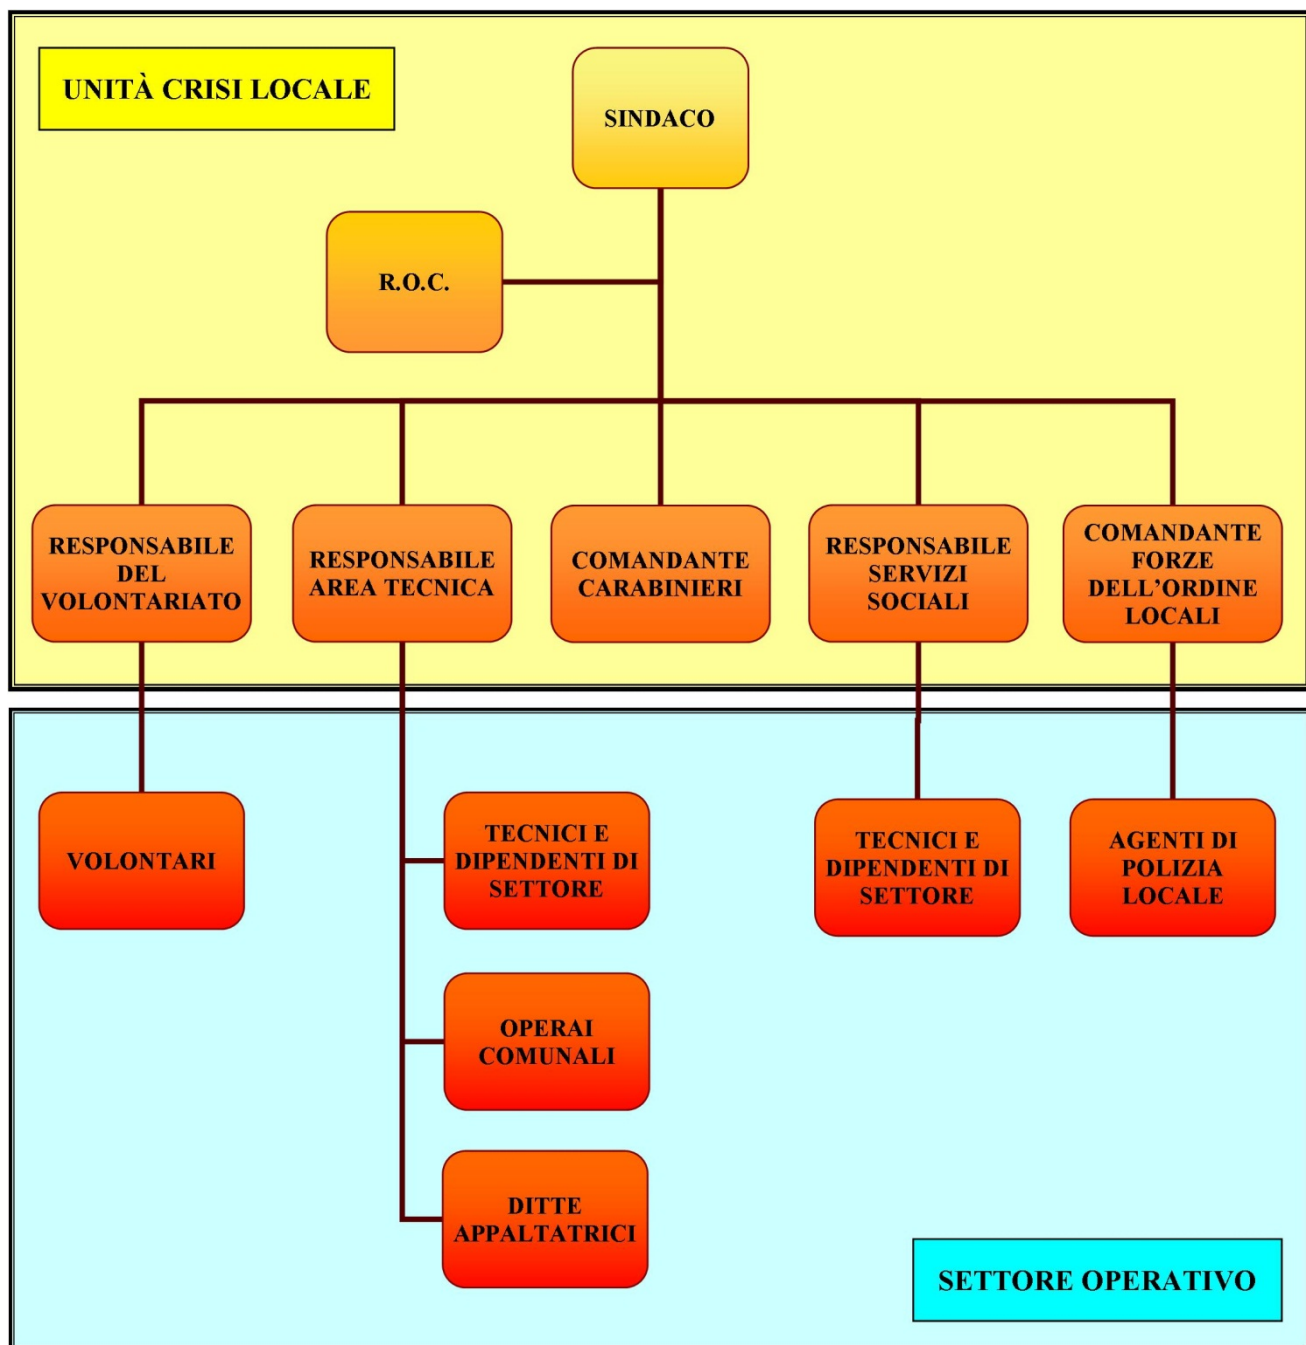 UNITÀ CRISI LOCALE
SINDACO
R.O.C.
RESPONSABILE
DEL
VOLONTARIATO
RESPONSABILE
AREA TECNICA
COMANDANTE
CARABINIERI
RESPONSABILE
SERVIZI
SOCIALI
COMANDANTE
FORZE
DELL’ORDINE
LOCALI
VOLONTARI
TECNICI E
DIPENDENTI DI
SETTORE
OPERAI
COMUNALI
DITTE
APPALTATRICI
TECNICI E
DIPENDENTI DI
SETTORE
AGENTI DI
POLIZIA
LOCALE
SETTORE OPERATIVO